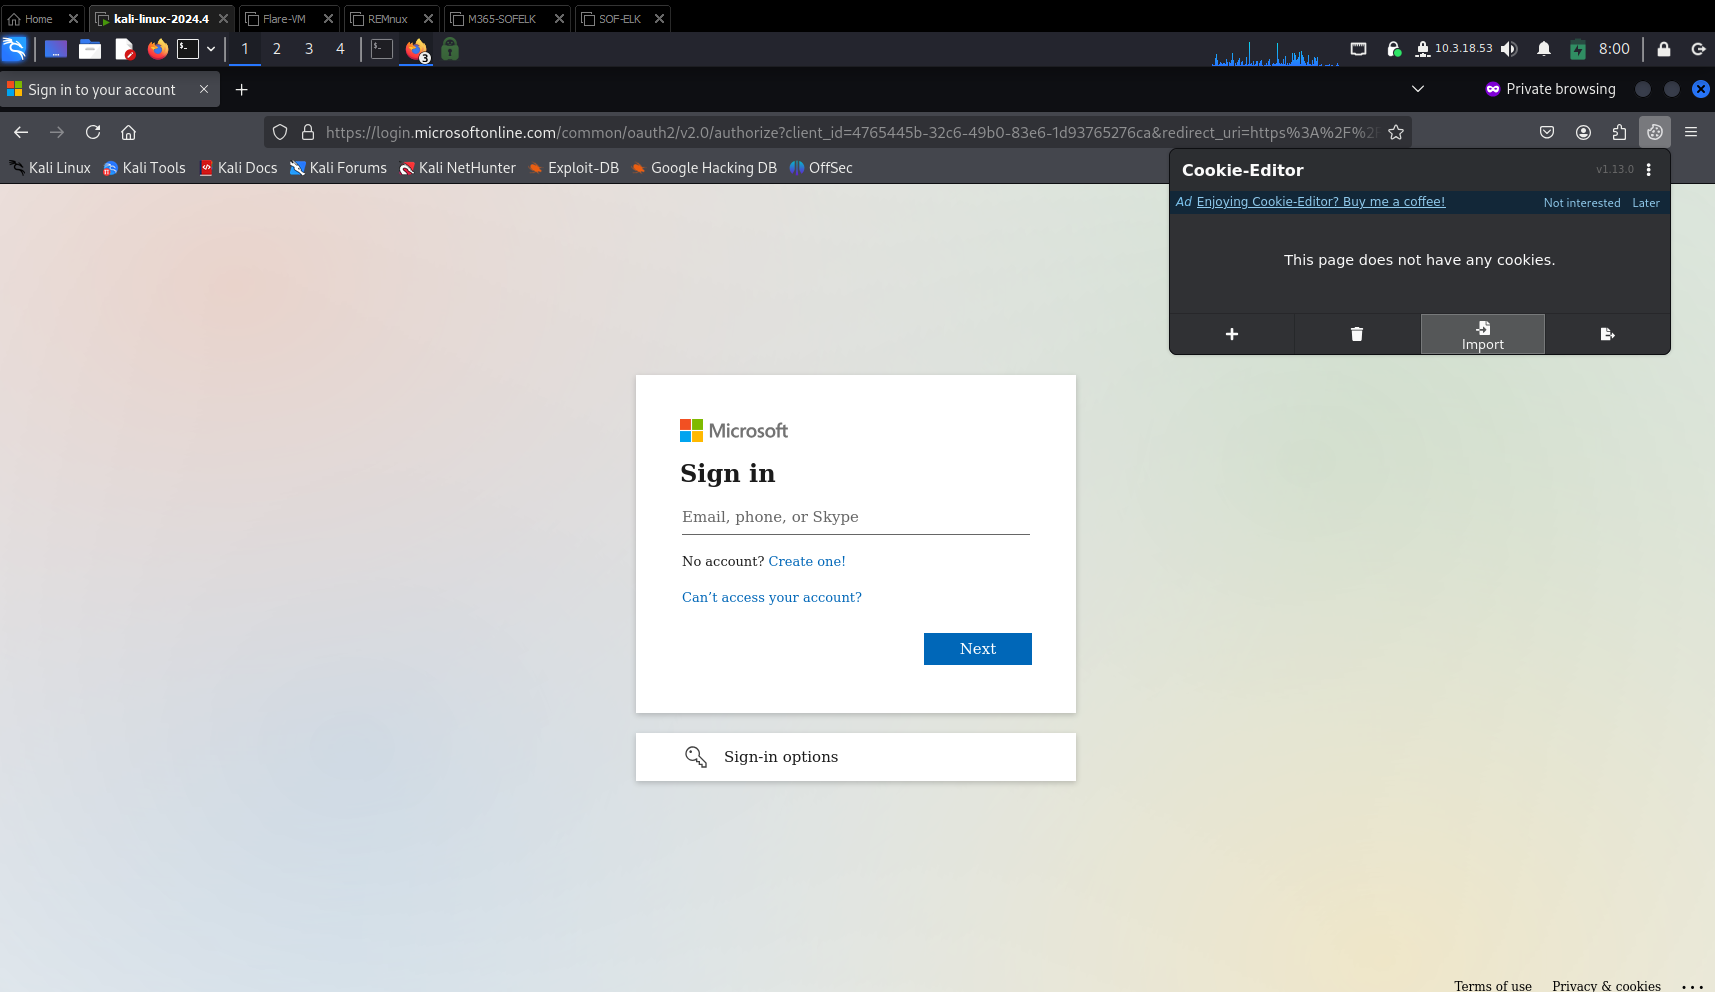 Home
kali-linux-2024.4
Flare-VM
REMnux
M365-SOFELK
SOF-ELK
1 2 3 4
3
10.3.18.53
8:00
Sign in to your account
Private browsing
https://login.microsoftonline.com/common/oauth2/v2.0/authorize?client_id=4765445b-32c6-49b0-83e6-1d93765276ca&redirect_uri=https%3A%2F%2F
Kali Linux
Kali Tools
Kali Docs
Kali Forums
Kali NetHunter
Exploit-DB
Google Hacking DB
OffSec
Cookie-Editor
v1.13.0
Ad Enjoying Cookie-Editor? Buy me a coffee!
Not interested
Later
This page does not have any cookies.
Import
Microsoft
Sign in
Email, phone, or Skype
No account? Create one!
Can’t access your account?
Next
Sign-in options
Terms of use
Privacy & cookies
...